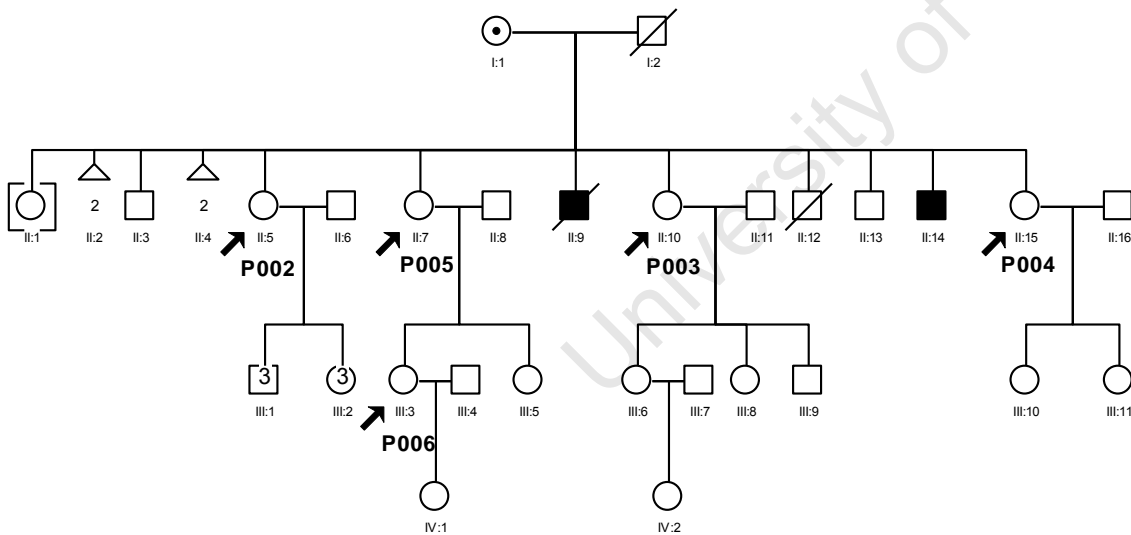 University of
I:1 I:2
2 2
II:1 II:2 II:3 II:4 II:5 II:6 II:7 II:8 II:9 II:10 II:11 II:12 II:13 II:14 II:15 II:16
P002 P005 P003 P004
3 3
III:1 III:2 III:3 III:4 III:5 III:6 III:7 III:8 III:9 III:10 III:11
P006
IV:1 IV:2